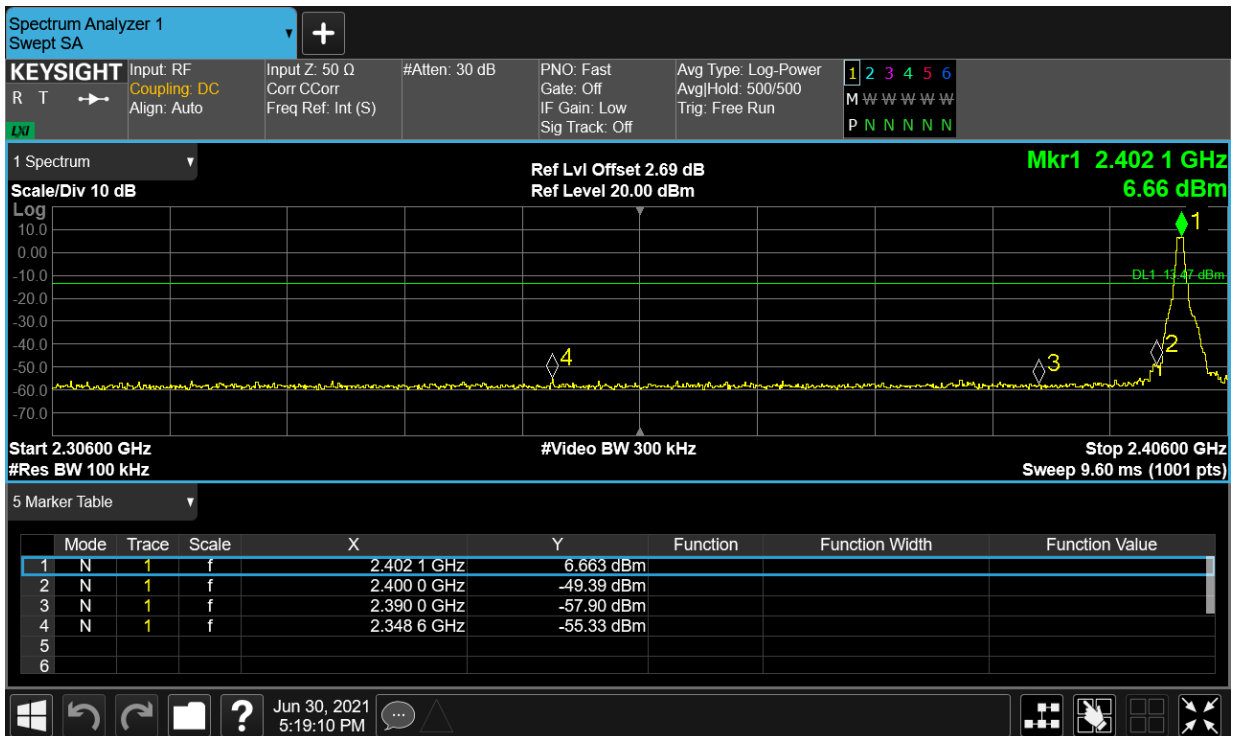 Spectrum Analyzer 1
Swept SA
KEYSIGHT
R T
LXI
Input: RF
Coupling: DC
Align: Auto
Input Z: 50 Ω
Corr CCorr
Freq Ref: Int (S)
#Atten: 30 dB
PNO: Fast
Gate: Off
IF Gain: Low
Sig Track: Off
Avg Type: Log-Power
Avg|Hold: 500/500
Trig: Free Run
1 2 3 4 5 6
M W W W W W
P N N N N N
1 Spectrum
Scale/Div 10 dB
Ref Lvl Offset 2.69 dB
Ref Level 20.00 dBm
Mkr1 2.402 1 GHz
6.66 dBm
Log
10.0
0.00
-10.0
-20.0
-30.0
-40.0
-50.0
-60.0
-70.0
1
DL1 -13.47 dBm
2
3
4
Start 2.30600 GHz
#Res BW 100 kHz
#Video BW 300 kHz
Stop 2.40600 GHz
Sweep 9.60 ms (1001 pts)
5 Marker Table
Mode Trace Scale X Y Function Function Width Function Value
1 N 1 f 2.402 1 GHz 6.663 dBm
2 N 1 f 2.400 0 GHz -49.39 dBm
3 N 1 f 2.390 0 GHz -57.90 dBm
4 N 1 f 2.348 6 GHz -55.33 dBm
5
6
?
Jun 30, 2021
5:19:10 PM